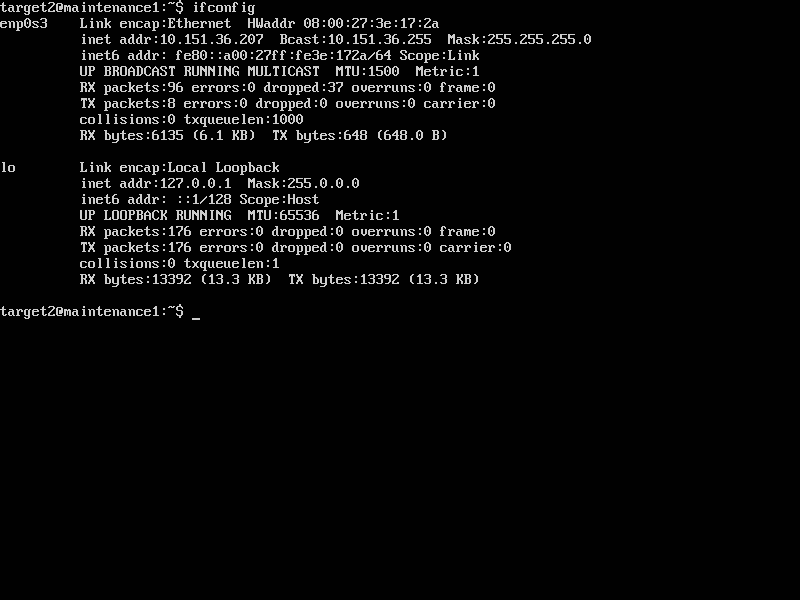 target2@maintenance1:~$ ifconfig
enp0s3    Link encap:Ethernet  HWaddr 08:00:27:3e:17:2a
          inet addr:10.151.36.207  Bcast:10.151.36.255  Mask:255.255.255.0
          inet6 addr: fe80::a00:27ff:fe3e:172a/64 Scope:Link
          UP BROADCAST RUNNING MULTICAST  MTU:1500  Metric:1
          RX packets:96 errors:0 dropped:37 overruns:0 frame:0
          TX packets:8 errors:0 dropped:0 overruns:0 carrier:0
          collisions:0 txqueuelen:1000
          RX bytes:6135 (6.1 KB)  TX bytes:648 (648.0 B)

lo        Link encap:Local Loopback
          inet addr:127.0.0.1  Mask:255.0.0.0
          inet6 addr: ::1/128 Scope:Host
          UP LOOPBACK RUNNING  MTU:65536  Metric:1
          RX packets:176 errors:0 dropped:0 overruns:0 frame:0
          TX packets:176 errors:0 dropped:0 overruns:0 carrier:0
          collisions:0 txqueuelen:1
          RX bytes:13392 (13.3 KB)  TX bytes:13392 (13.3 KB)

target2@maintenance1:~$ _